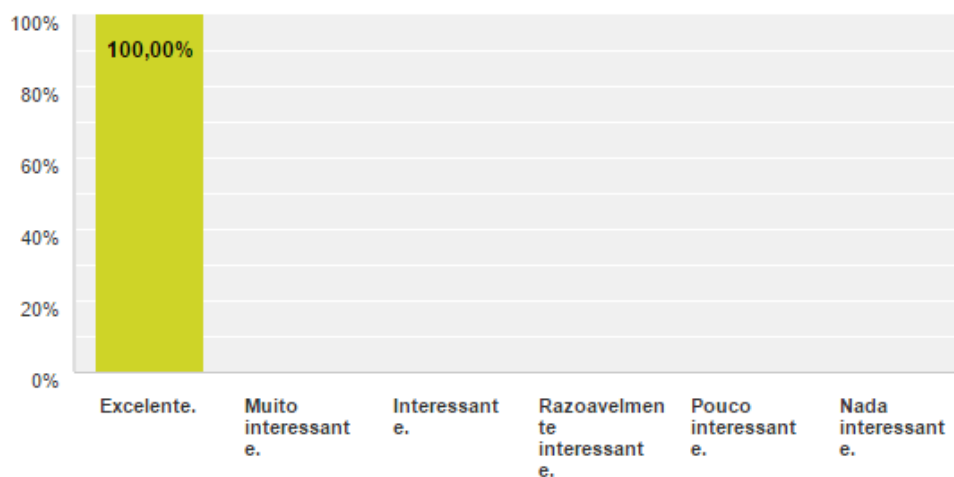 100%
100,00%
80%
60%
40%
20%
0%
Excelente.
Muito
interessant
e.
Interessant
e.
Razoavelmen
te
interessant
e.
Pouco
interessant
e.
Nada
interessant
e.